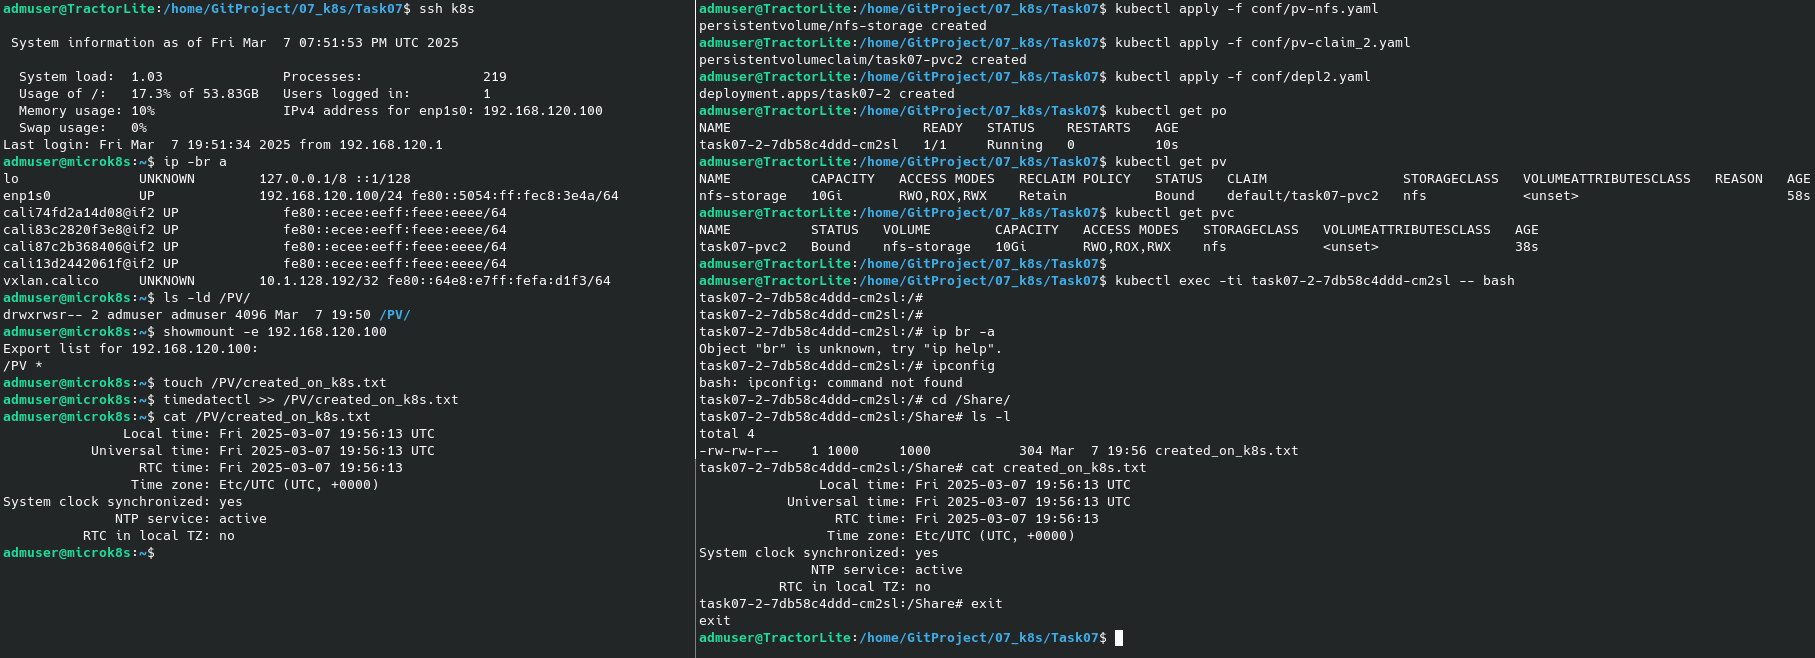 admuser@TractorLite:/home/GitProject/07_k8s/Task07$ ssh k8s

 System information as of Fri Mar  7 07:51:53 PM UTC 2025

  System load:  1.03               Processes:             219
  Usage of /:   17.3% of 53.83GB   Users logged in:       1
  Memory usage: 10%                IPv4 address for enp1s0: 192.168.120.100
  Swap usage:   0%
Last login: Fri Mar  7 19:51:34 2025 from 192.168.120.1
admuser@microk8s:~$ ip -br a
lo               UNKNOWN        127.0.0.1/8 ::1/128
enp1s0           UP             192.168.120.100/24 fe80::5054:ff:fec8:3e4a/64
cali74fd2a14d08@if2 UP             fe80::ecee:eeff:feee:eeee/64
cali83c2820f3e8@if2 UP             fe80::ecee:eeff:feee:eeee/64
cali87c2b368406@if2 UP             fe80::ecee:eeff:feee:eeee/64
cali13d2442061f@if2 UP             fe80::ecee:eeff:feee:eeee/64
vxlan.calico     UNKNOWN        10.1.128.192/32 fe80::64e8:e7ff:fefa:d1f3/64
admuser@microk8s:~$ ls -ld /PV/
drwxrwsr-- 2 admuser admuser 4096 Mar  7 19:50 /PV/
admuser@microk8s:~$ showmount -e 192.168.120.100
Export list for 192.168.120.100:
/PV *
admuser@microk8s:~$ touch /PV/created_on_k8s.txt
admuser@microk8s:~$ timedatectl >> /PV/created_on_k8s.txt
admuser@microk8s:~$ cat /PV/created_on_k8s.txt
               Local time: Fri 2025-03-07 19:56:13 UTC
           Universal time: Fri 2025-03-07 19:56:13 UTC
                 RTC time: Fri 2025-03-07 19:56:13
                Time zone: Etc/UTC (UTC, +0000)
System clock synchronized: yes
              NTP service: active
          RTC in local TZ: no
admuser@microk8s:~$
admuser@TractorLite:/home/GitProject/07_k8s/Task07$ kubectl apply -f conf/pv-nfs.yaml
persistentvolume/nfs-storage created
admuser@TractorLite:/home/GitProject/07_k8s/Task07$ kubectl apply -f conf/pv-claim_2.yaml
persistentvolumeclaim/task07-pvc2 created
admuser@TractorLite:/home/GitProject/07_k8s/Task07$ kubectl apply -f conf/depl2.yaml
deployment.apps/task07-2 created
admuser@TractorLite:/home/GitProject/07_k8s/Task07$ kubectl get po
NAME                        READY   STATUS    RESTARTS   AGE
task07-2-7db58c4ddd-cm2sl   1/1     Running   0          10s
admuser@TractorLite:/home/GitProject/07_k8s/Task07$ kubectl get pv
NAME          CAPACITY   ACCESS MODES   RECLAIM POLICY   STATUS   CLAIM                 STORAGECLASS   VOLUMEATTRIBUTESCLASS   REASON   AGE
nfs-storage   10Gi       RWO,ROX,RWX    Retain           Bound    default/task07-pvc2   nfs            <unset>                          58s
admuser@TractorLite:/home/GitProject/07_k8s/Task07$ kubectl get pvc
NAME          STATUS   VOLUME        CAPACITY   ACCESS MODES   STORAGECLASS   VOLUMEATTRIBUTESCLASS   AGE
task07-pvc2   Bound    nfs-storage   10Gi       RWO,ROX,RWX    nfs            <unset>                 38s
admuser@TractorLite:/home/GitProject/07_k8s/Task07$
admuser@TractorLite:/home/GitProject/07_k8s/Task07$ kubectl exec -ti task07-2-7db58c4ddd-cm2sl -- bash
task07-2-7db58c4ddd-cm2sl:/#
task07-2-7db58c4ddd-cm2sl:/#
task07-2-7db58c4ddd-cm2sl:/# ip br -a
Object "br" is unknown, try "ip help".
task07-2-7db58c4ddd-cm2sl:/# ipconfig
bash: ipconfig: command not found
task07-2-7db58c4ddd-cm2sl:/# cd /Share/
task07-2-7db58c4ddd-cm2sl:/Share# ls -l
total 4
-rw-rw-r--    1 1000     1000           304 Mar  7 19:56 created_on_k8s.txt
task07-2-7db58c4ddd-cm2sl:/Share# cat created_on_k8s.txt
               Local time: Fri 2025-03-07 19:56:13 UTC
           Universal time: Fri 2025-03-07 19:56:13 UTC
                 RTC time: Fri 2025-03-07 19:56:13
                Time zone: Etc/UTC (UTC, +0000)
System clock synchronized: yes
              NTP service: active
          RTC in local TZ: no
task07-2-7db58c4ddd-cm2sl:/Share# exit
exit
admuser@TractorLite:/home/GitProject/07_k8s/Task07$